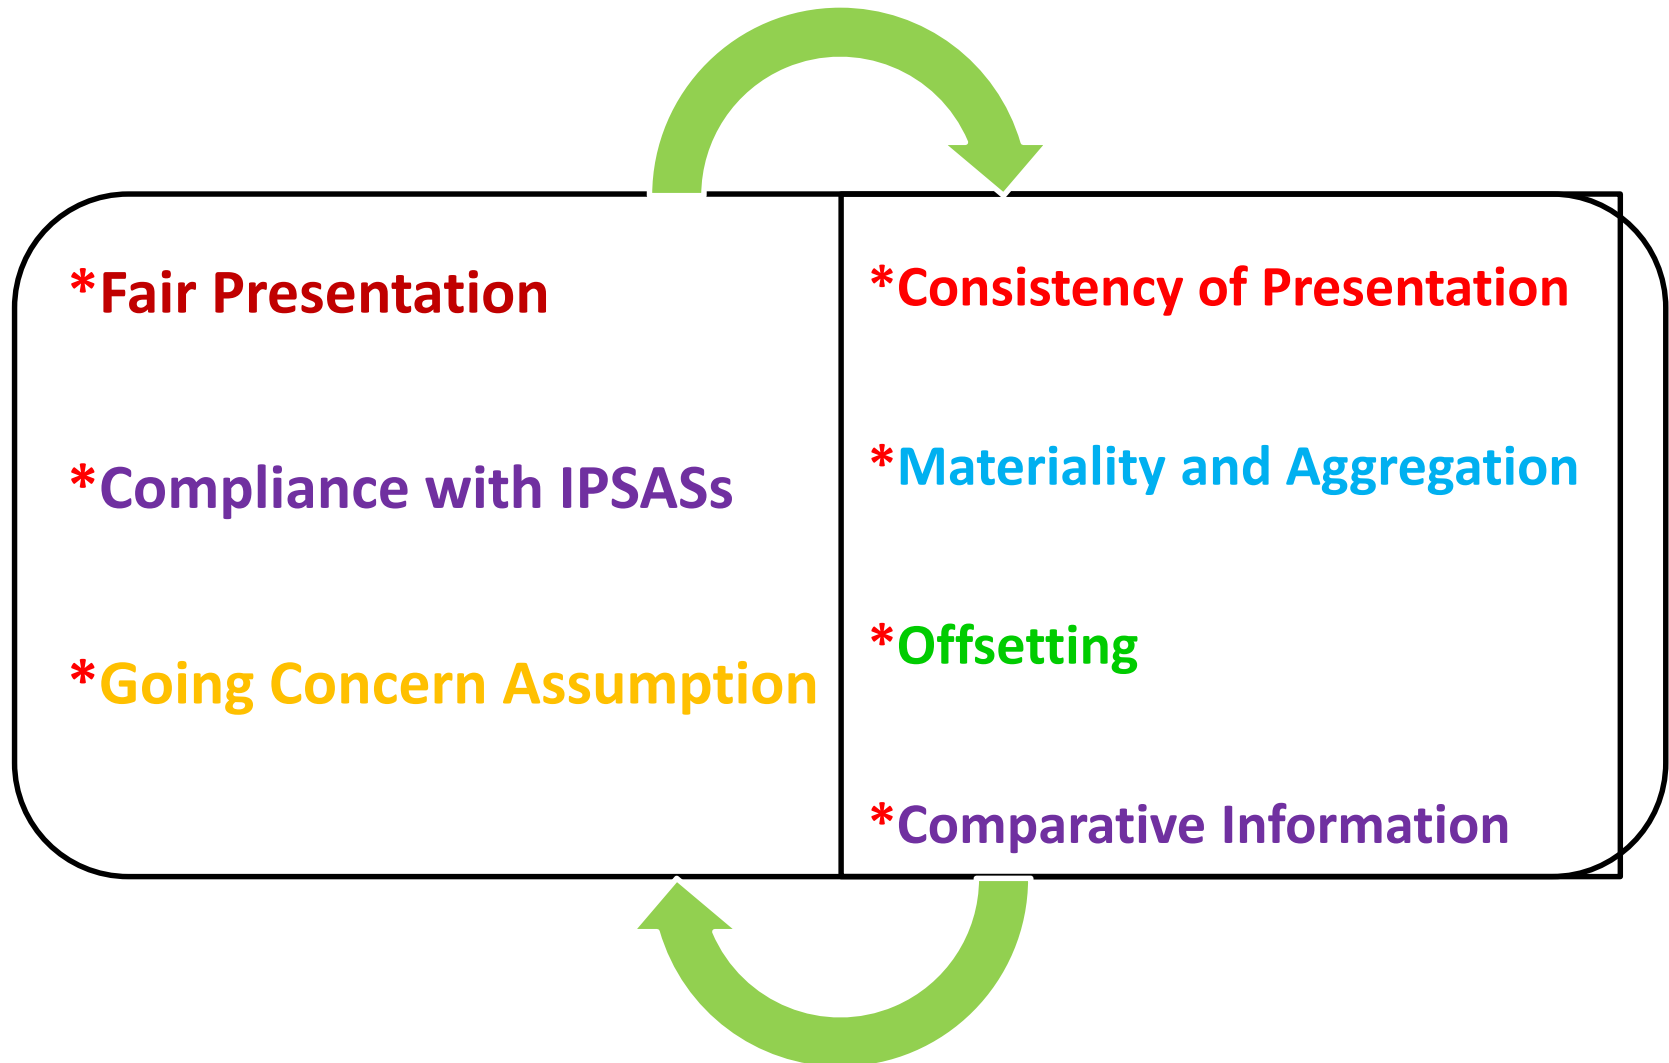 *Fair Presentation
*Compliance with IPSASs
*Going Concern Assumption
*Consistency of Presentation
*Materiality and Aggregation
*Offsetting
*Comparative Information